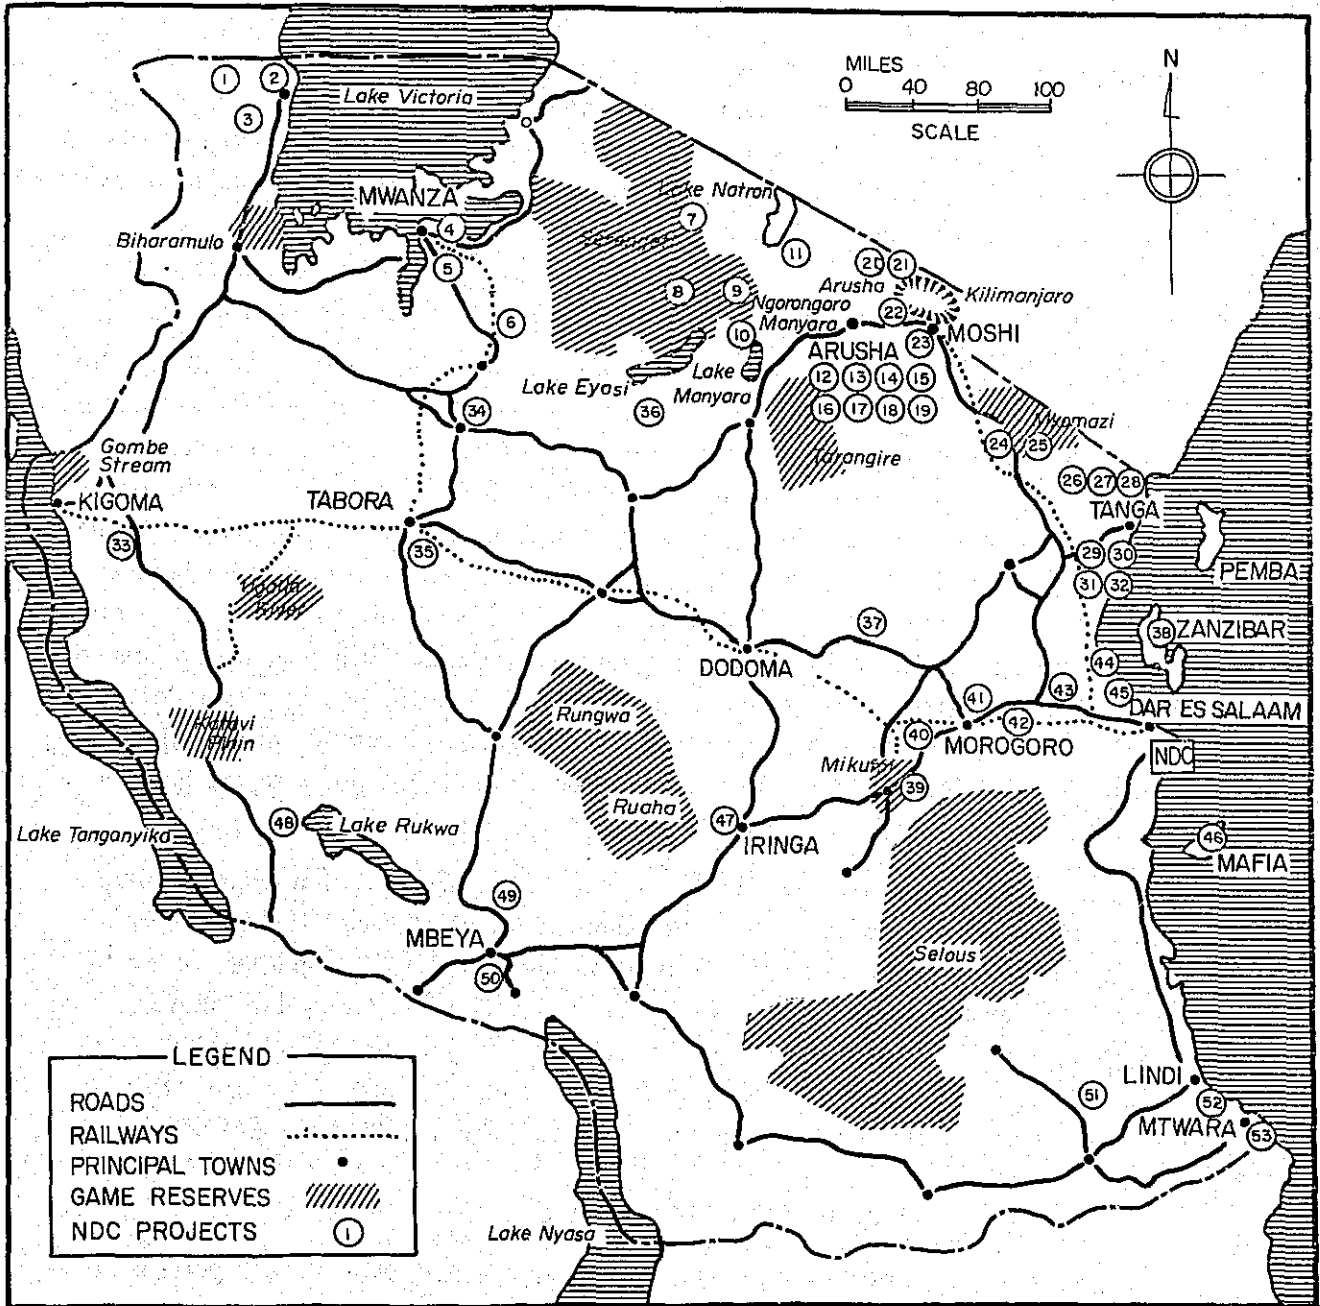 MILES
0 40 80 100
SCALE
N
1
2
3
Lake Victoria
MWANZA
4
5
6
Biharamulo
Lake Natron
7
11
8
9
Ngorongoro
Manyara
10
Lake
Manyara
Lake Eyasi
36
20
21
Arusha
22
Kilimanjaro
23
MOSHI
ARUSHA
12 13 14 15
16 17 18 19
Tarangire
Mkomazi
24
25
26 27 28
TANGA
29 30
31 32
PEMBA
38
ZANZIBAR
34
Gombe
Stream
KIGOMA
33
TABORA
35
37
DODOMA
44
45
43
DAR ES SALAAM
NDC
41
42
MOROGORO
40
Mikumi
39
Rungwa
Ruaha
47
IRINGA
46
MAFIA
Lake Tanganyika
48
Lake Rukwa
49
MBEYA
50
Selous
51
LINDI
52
MTWARA
53
Lake Nyasa
LEGEND
ROADS
RAILWAYS
PRINCIPAL TOWNS
GAME RESERVES
NDC PROJECTS 1